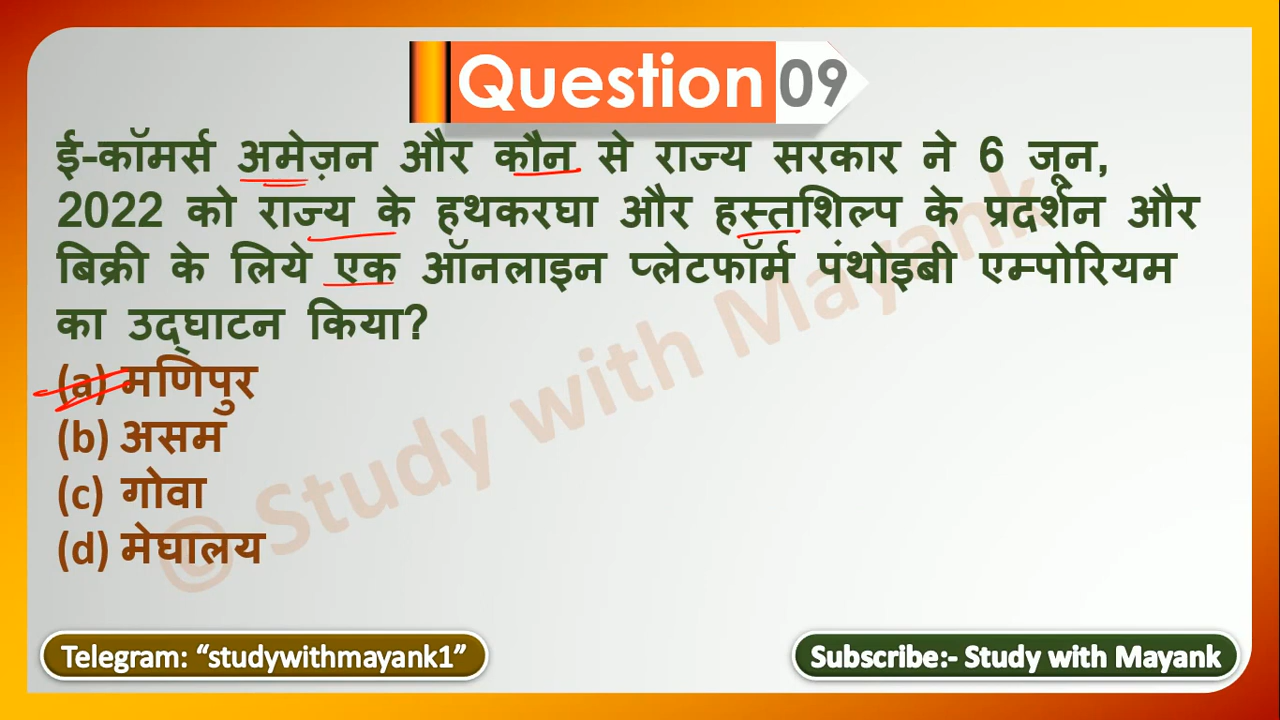 Question 09
ई-कॉमर्स अमेज़न और कौन से राज्य सरकार ने 6 जून,
2022 को राज्य के हथकरघा और हस्तशिल्प के प्रदर्शन और
बिक्री के लिये एक ऑनलाइन प्लेटफॉर्म पंथोइबी एम्पोरियम
का उद्घाटन किया?
(a) मणिपुर
(b) असम
(c) गोवा
(d) मेघालय
© Study with Mayank
Telegram: “studywithmayank1”
Subscribe:- Study with Mayank